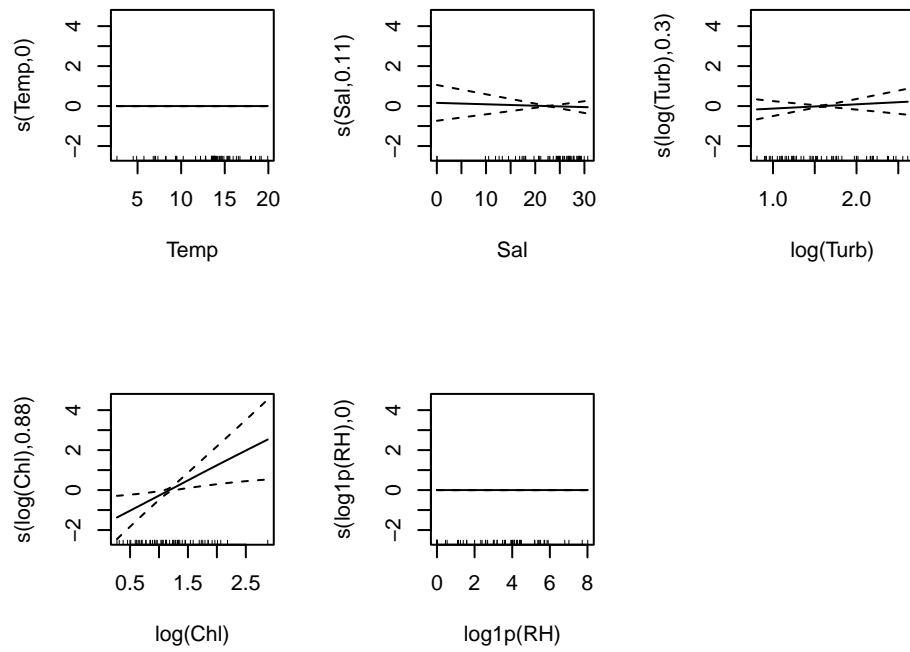 s(Temp,0)
4
2
0
−2
5 10 15 20
Temp
s(Sal,0.11)
4
2
0
−2
0 10 20 30
Sal
s(log(Turb),0.3)
4
2
0
−2
1.0 2.0
log(Turb)
s(log(Chl),0.88)
4
2
0
−2
0.5 1.5 2.5
log(Chl)
s(log1p(RH),0)
4
2
0
−2
0 2 4 6 8
log1p(RH)